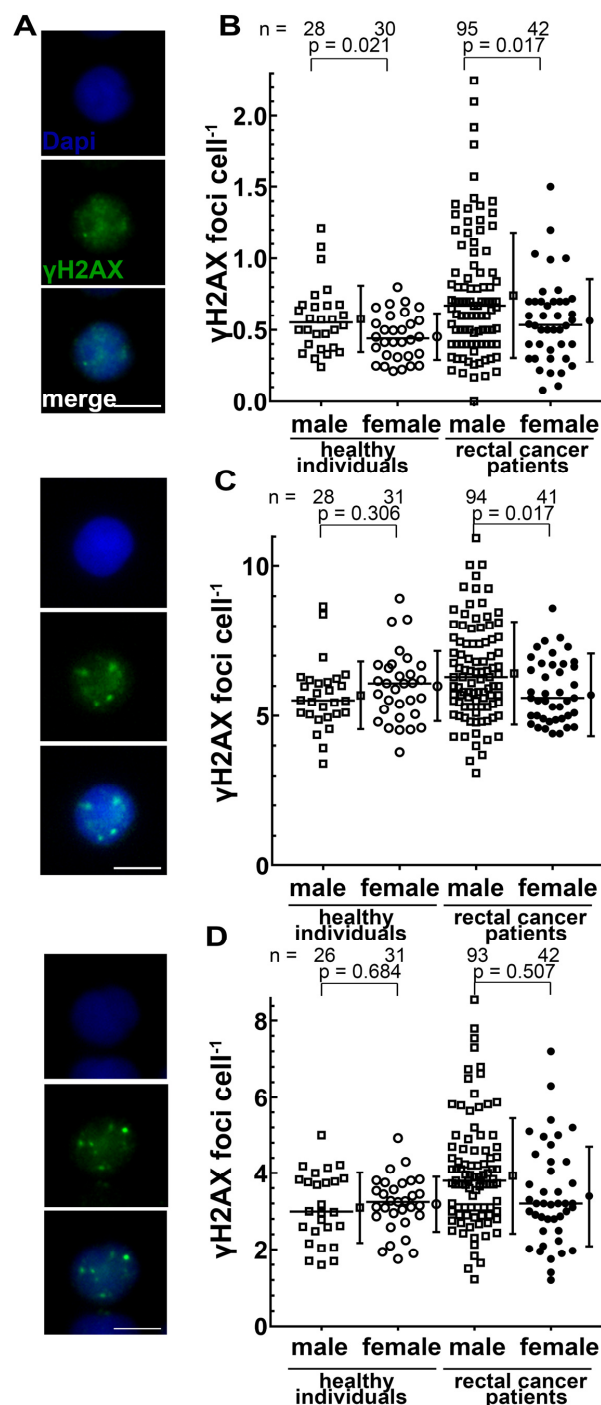 A
Dapi
γH2AX
merge
B
n = 28 30 95 42
p = 0.021 p = 0.017
γH2AX foci cell-1
2.0
1.5
1.0
0.5
0.0
male female male female
healthy rectal cancer
individuals patients
C
n = 28 31 94 41
p = 0.306 p = 0.017
γH2AX foci cell-1
10
5
0
male female male female
healthy rectal cancer
individuals patients
D
n = 26 31 93 42
p = 0.684 p = 0.507
γH2AX foci cell-1
8
6
4
2
0
male female male female
healthy rectal cancer
individuals patients